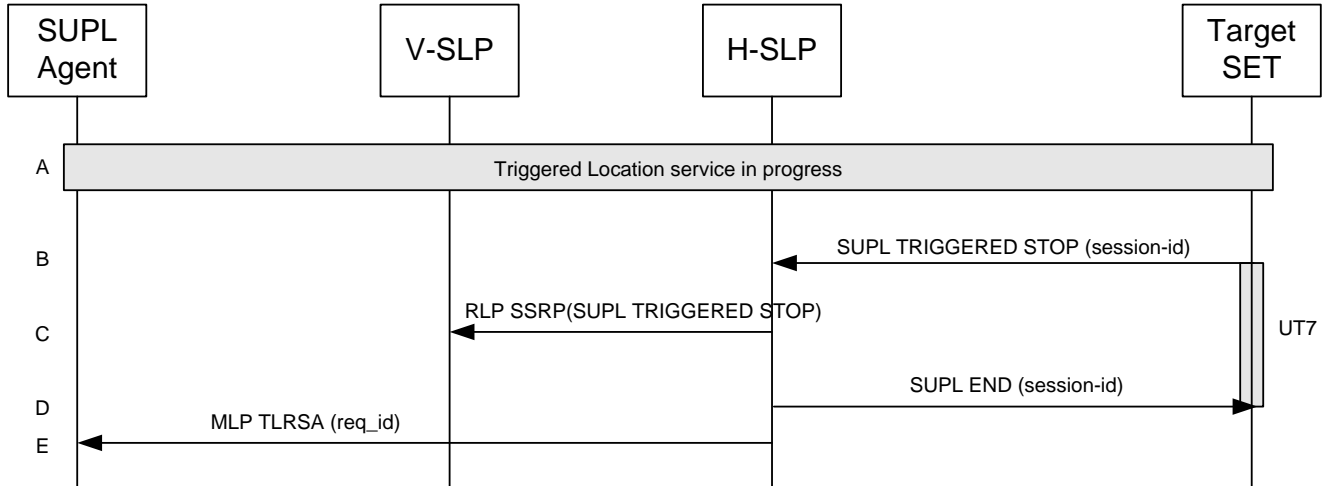 SUPL
Agent
V-SLP
H-SLP
Target
SET
A
Triggered Location service in progress
B
SUPL TRIGGERED STOP (session-id)
C
RLP SSRP(SUPL TRIGGERED STOP)
UT7
D
SUPL END (session-id)
E
MLP TLRSA (req_id)